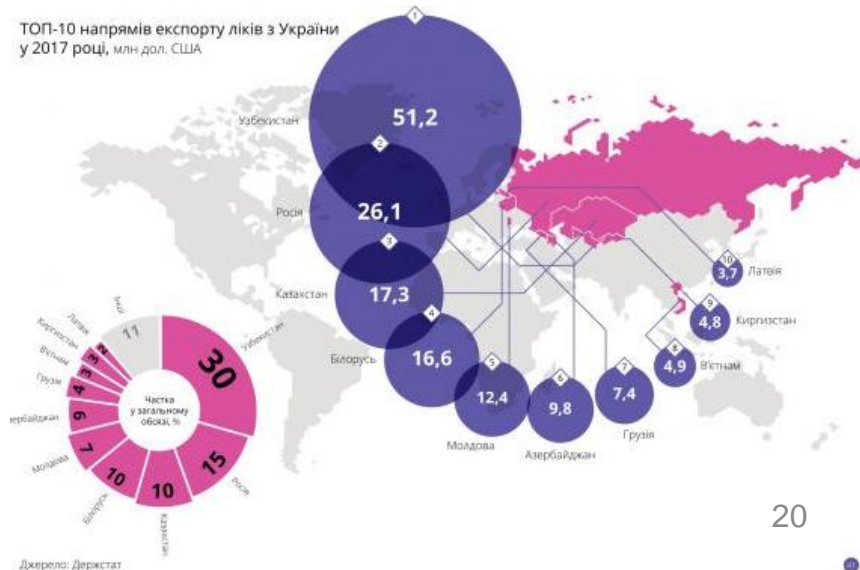 ТОП-10 напрямів експорту ліків з України
у 2017 році, млн дол. США
1
Узбекистан
51,2
2
Росія
26,1
3
Казахстан
17,3
4
Білорусь
16,6
5
12,4
Молдова
6
9,8
Азербайджан
7
7,4
Грузія
8
4,9
В'єтнам
9
4,8
Киргизстан
10
3,7
Латвія
Частка
у загальному
обсязі, %
Узбекистан
30
Росія
15
Казахстан
10
Білорусь
10
Молдова
7
зербайджан
9
Грузія
4
В'єтнам
3
Киргизстан
3
Латвія
2
Інші
11
20
Джерело: Держстат